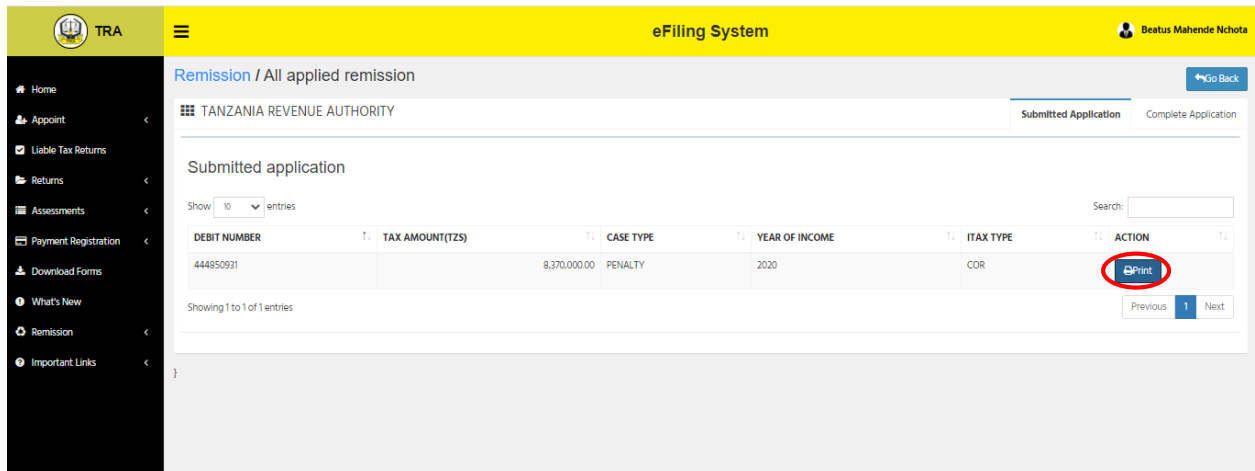 TRA
eFiling System
Beatus Mahende Nchota
Home
Appoint
Liable Tax Returns
Returns
Assessments
Payment Registration
Download Forms
What's New
Remission
Important Links
Remission / All applied remission
Go Back
TANZANIA REVENUE AUTHORITY
Submitted Application Complete Application
Submitted application
Show 10 entries
Search:
DEBIT NUMBER TAX AMOUNT(TZS) CASE TYPE YEAR OF INCOME ITAX TYPE ACTION
444850931 8,370,000.00 PENALTY 2020 COR Print
Showing 1 to 1 of 1 entries
Previous 1 Next
}